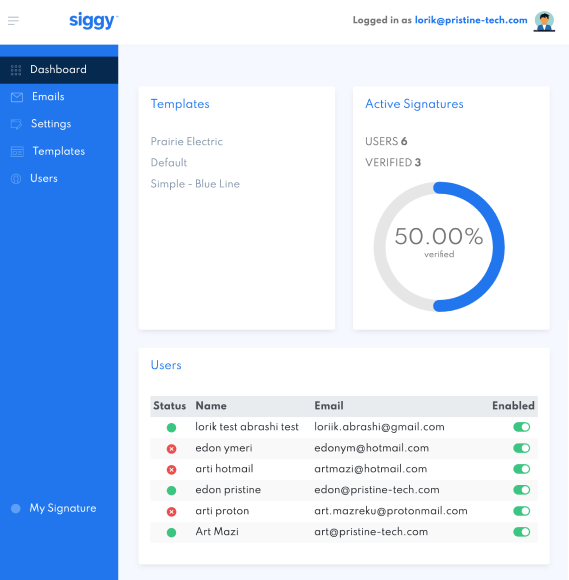 siggy
Logged in as lorik@pristine-tech.com
Dashboard
Emails
Settings
Templates
Users
My Signature
Templates
Prairie Electric
Default
Simple - Blue Line
Active Signatures
USERS 6
VERIFIED 3
50.00%
verified
Users
Status Name Email Enabled
lorik test abrashi test loriik.abrashi@gmail.com
edon ymeri edonym@hotmail.com
arti hotmail artmazi@hotmail.com
edon pristine edon@pristine-tech.com
arti proton art.mazreku@protonmail.com
Art Mazi art@pristine-tech.com